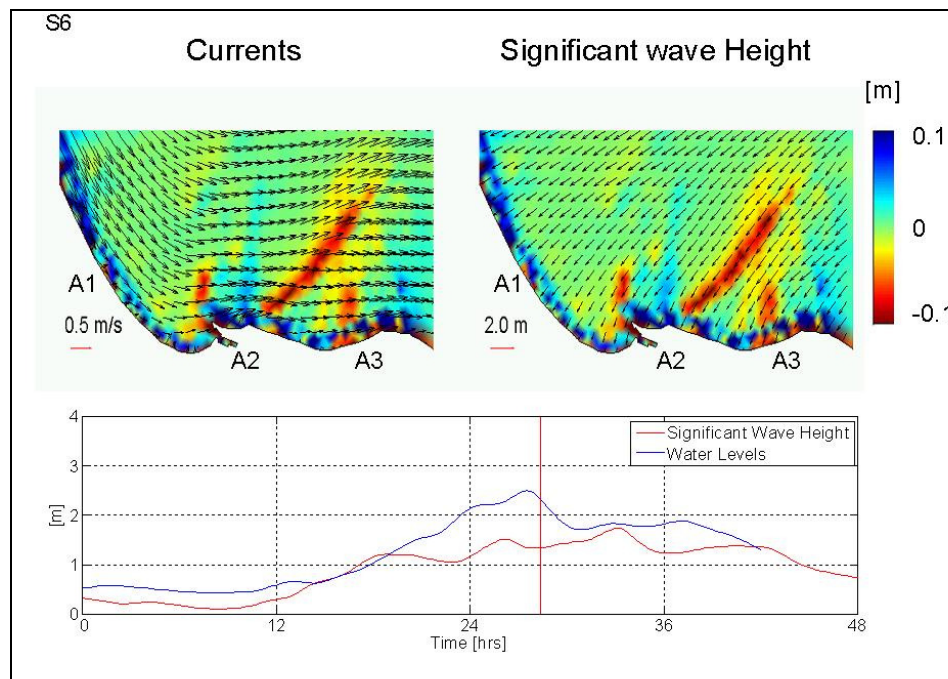 S6
Currents
Significant wave Height
[m]
0.1
0
-0.1
A1
0.5 m/s
A2
A3
A1
2.0 m
A2
A3
4
3
2
1
0
[m]
Significant Wave Height
Water Levels
0
12
24
36
48
Time [hrs]